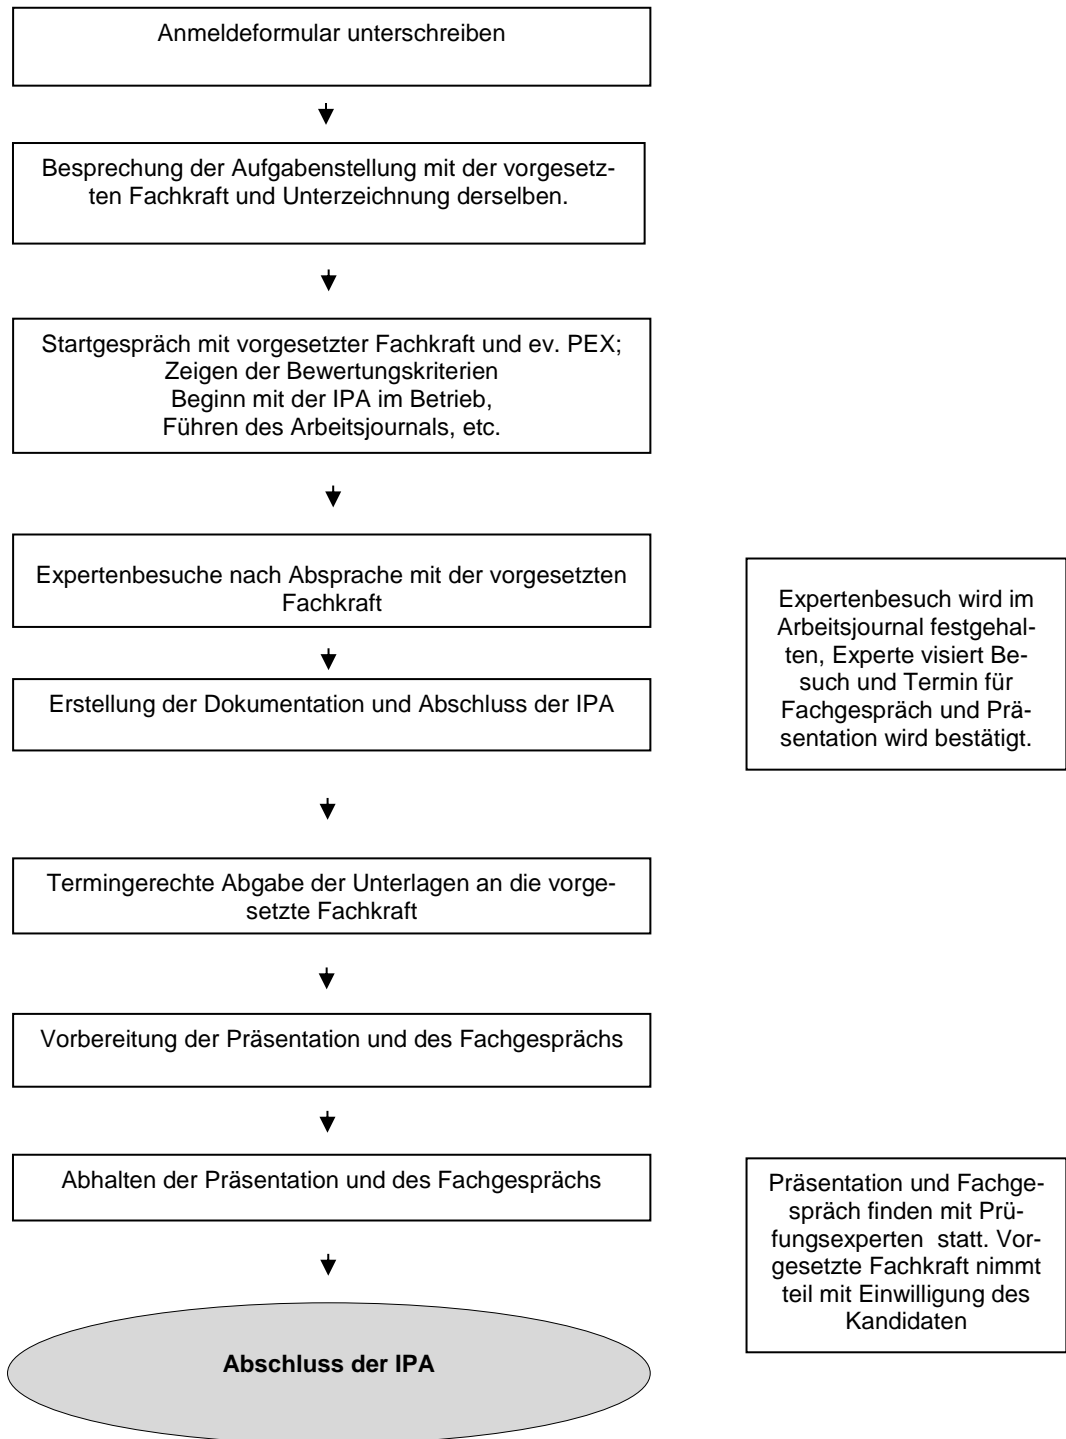 Anmeldeformular unterschreiben
Besprechung der Aufgabenstellung mit der vorgesetz-
ten Fachkraft und Unterzeichnung derselben.
Startgespräch mit vorgesetzter Fachkraft und ev. PEX;
Zeigen der Bewertungskriterien
Beginn mit der IPA im Betrieb,
Führen des Arbeitsjournals, etc.
Expertenbesuche nach Absprache mit der vorgesetzten
Fachkraft
Expertenbesuch wird im
Arbeitsjournal festgehal-
ten, Experte visiert Be-
such und Termin für
Fachgespräch und Prä-
sentation wird bestätigt.
Erstellung der Dokumentation und Abschluss der IPA
Termingerechte Abgabe der Unterlagen an die vorge-
setzte Fachkraft
Vorbereitung der Präsentation und des Fachgesprächs
Abhalten der Präsentation und des Fachgesprächs
Präsentation und Fachge-
spräch finden mit Prü-
fungsexperten statt. Vor-
gesetzte Fachkraft nimmt
teil mit Einwilligung des
Kandidaten
Abschluss der IPA